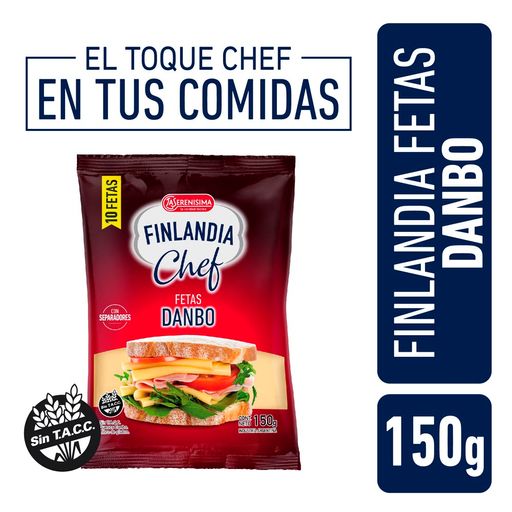 EL TOQUE CHEF
EN TUS COMIDAS
10 FETAS
LA SERENISIMA
FINLANDIA
Chef
FETAS
DANBO
CON
SEPARADORES
150g
Sin T.A.C.C.
FINLANDIA FETAS
DANBO
150g